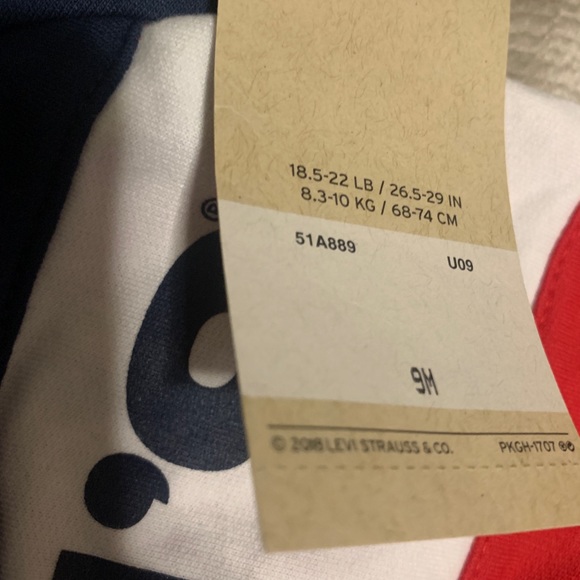 18.5-22 LB / 26.5-29 IN
8.3-10 KG / 68-74 CM
51A889 U09
9M
© 2018 LEVI STRAUSS & CO. PKGH-1707